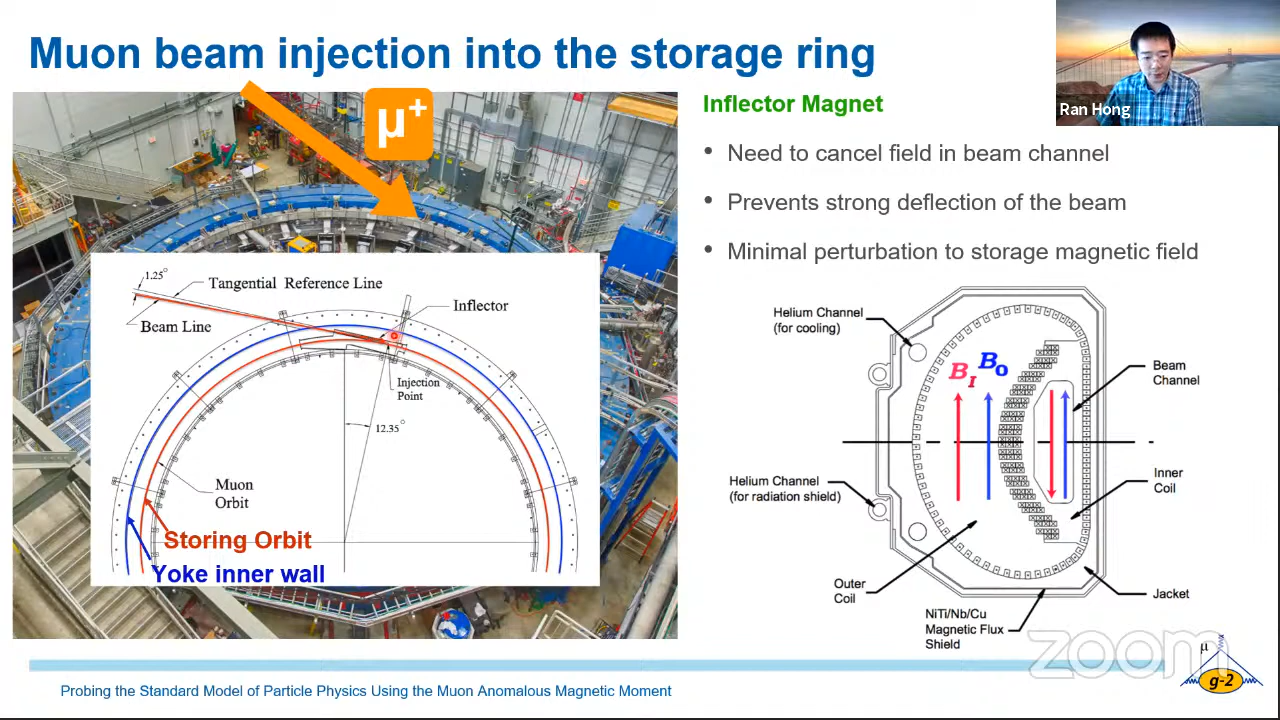 Muon beam injection into the storage ring
μ+
Ran Hong
Inflector Magnet
• Need to cancel field in beam channel
• Prevents strong deflection of the beam
• Minimal perturbation to storage magnetic field
1.25°
Tangential Reference Line
Beam Line
Inflector
Injection
Point
12.35°
Muon
Orbit
Storing Orbit
Yoke inner wall
Helium Channel
(for cooling)
BI
BO
Beam
Channel
Helium Channel
(for radiation shield)
Inner
Coil
Outer
Coil
Jacket
NiTi/Nb/Cu
Magnetic Flux
Shield
zoom
μ
g-2
Probing the Standard Model of Particle Physics Using the Muon Anomalous Magnetic Moment